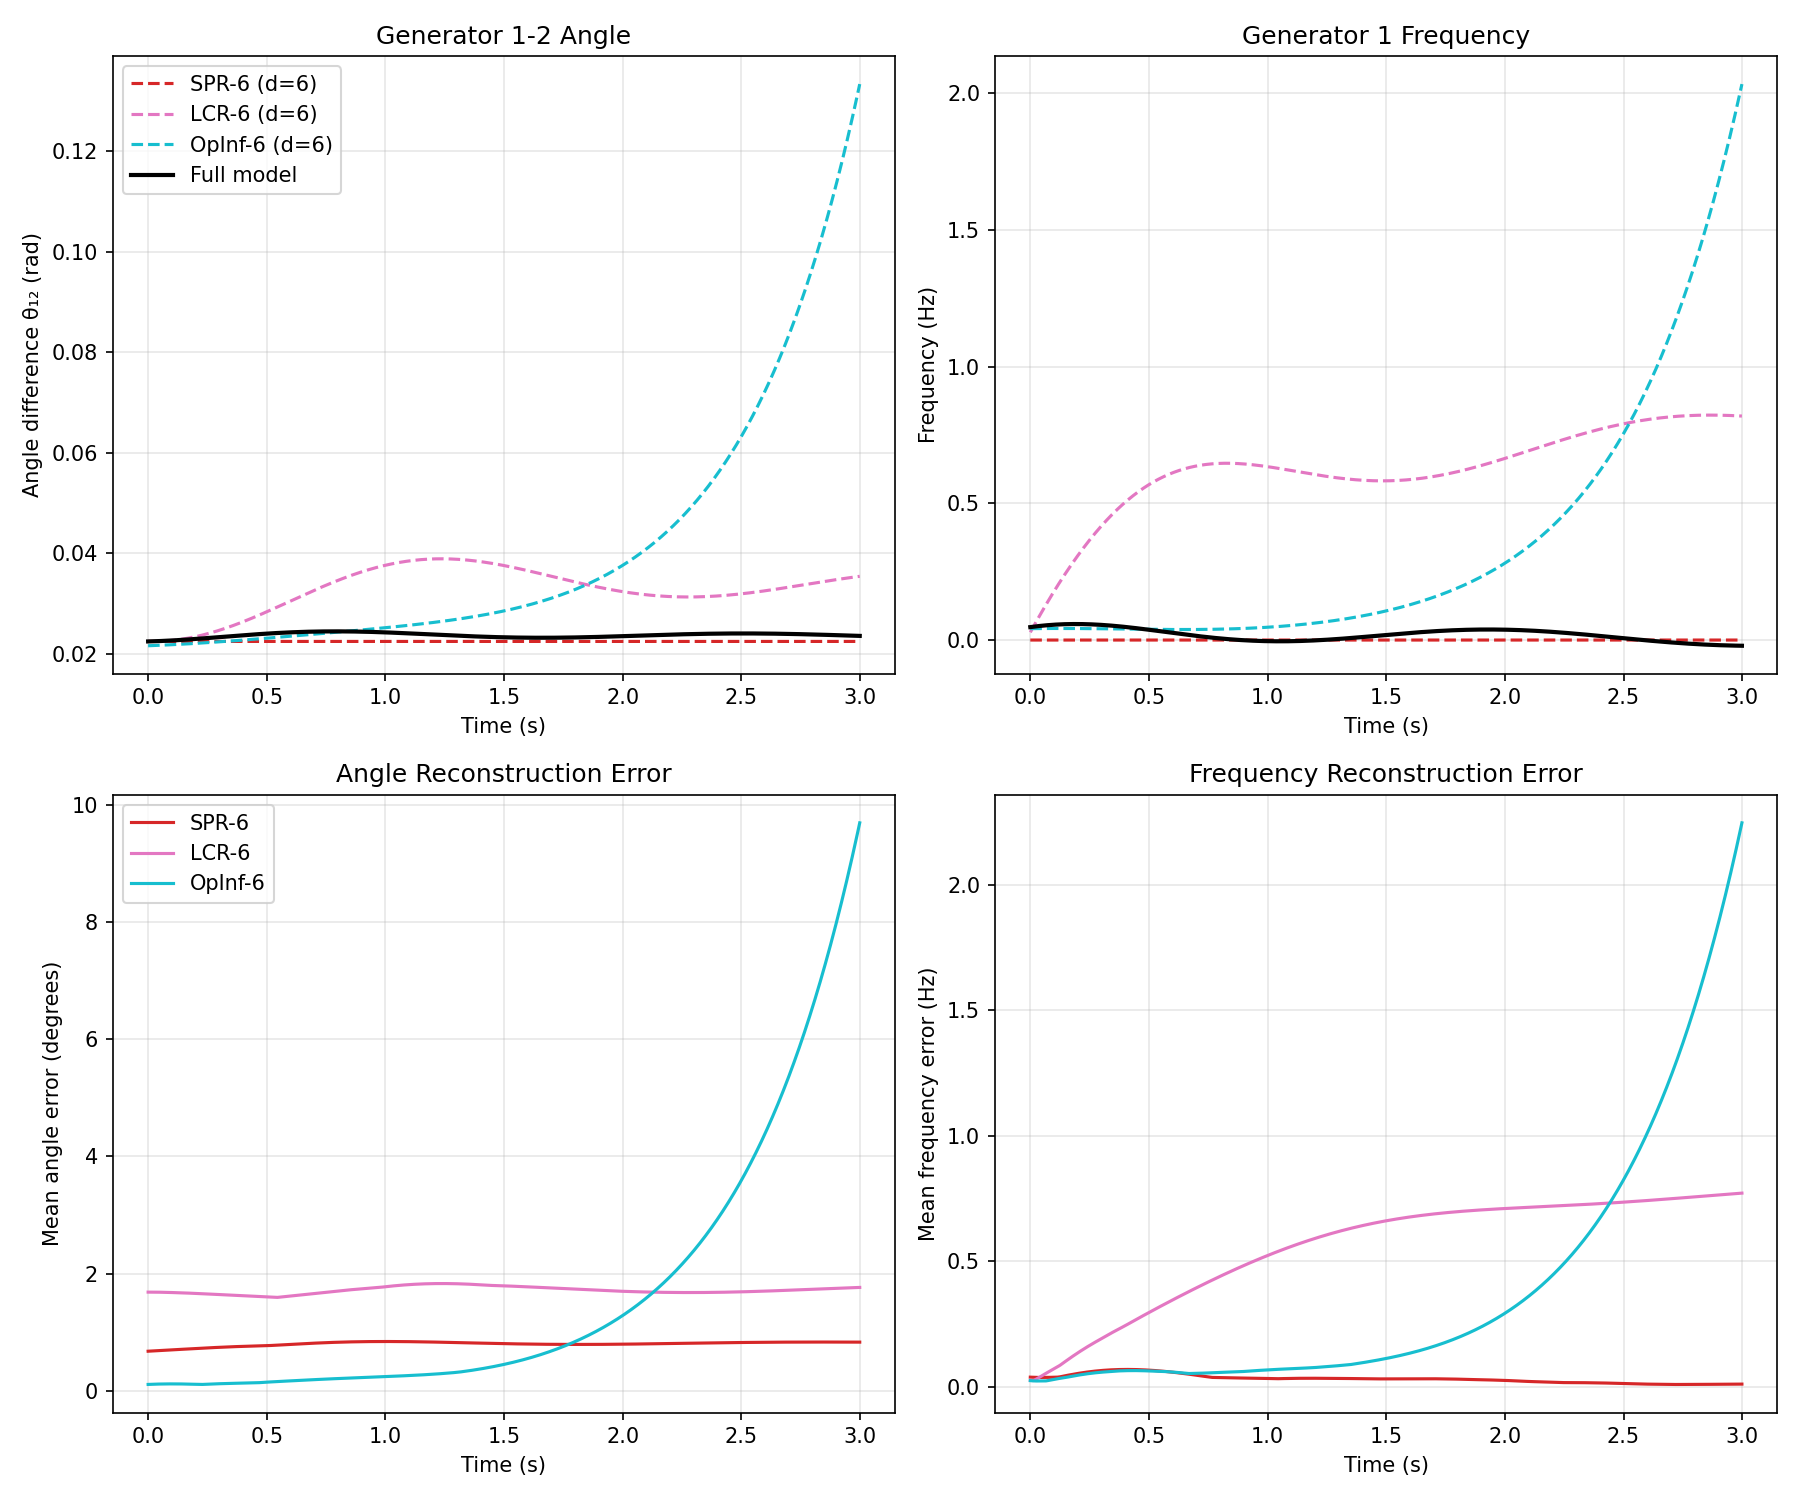 Generator 1-2 Angle
Angle difference θ₁₂ (rad)
0.12
0.10
0.08
0.06
0.04
0.02
SPR-6 (d=6)
LCR-6 (d=6)
OpInf-6 (d=6)
Full model
0.0 0.5 1.0 1.5 2.0 2.5 3.0
Time (s)
Generator 1 Frequency
Frequency (Hz)
2.0
1.5
1.0
0.5
0.0
0.0 0.5 1.0 1.5 2.0 2.5 3.0
Time (s)
Angle Reconstruction Error
Mean angle error (degrees)
10
8
6
4
2
0
SPR-6
LCR-6
OpInf-6
0.0 0.5 1.0 1.5 2.0 2.5 3.0
Time (s)
Frequency Reconstruction Error
Mean frequency error (Hz)
2.0
1.5
1.0
0.5
0.0
0.0 0.5 1.0 1.5 2.0 2.5 3.0
Time (s)